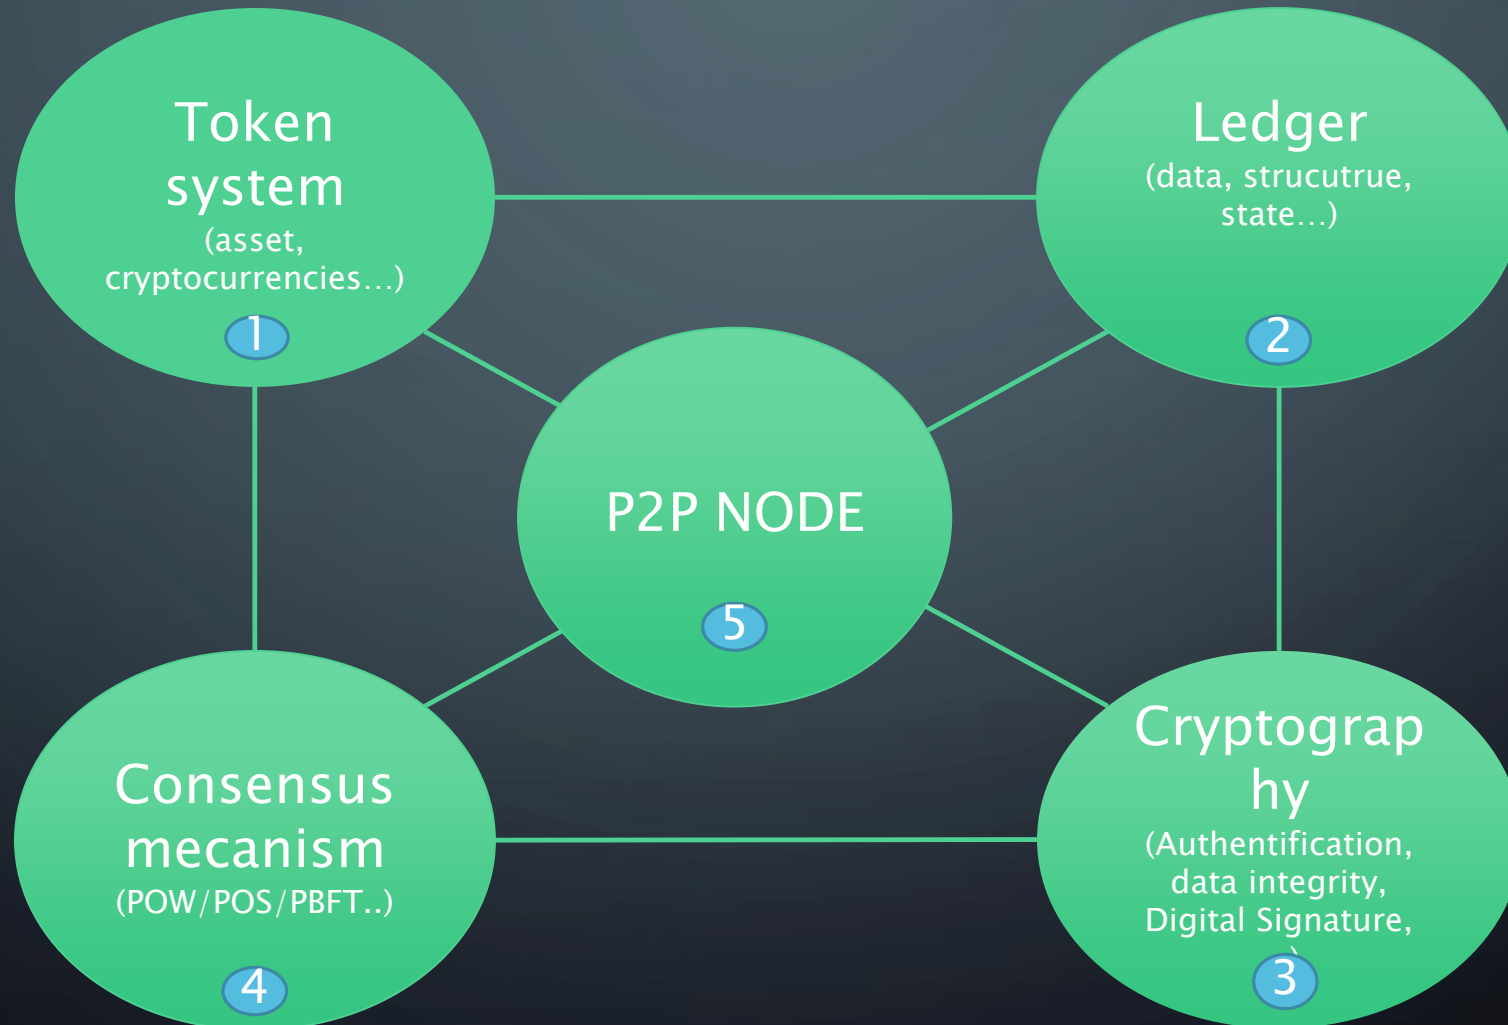 Token
system
(asset,
cryptocurrencies...)
1
Ledger
(data, strucutrue,
state...)
2
P2P NODE
5
Consensus
mecanism
(POW/POS/PBFT..)
4
Cryptograp
hy
(Authentification,
data integrity,
Digital Signature,
3